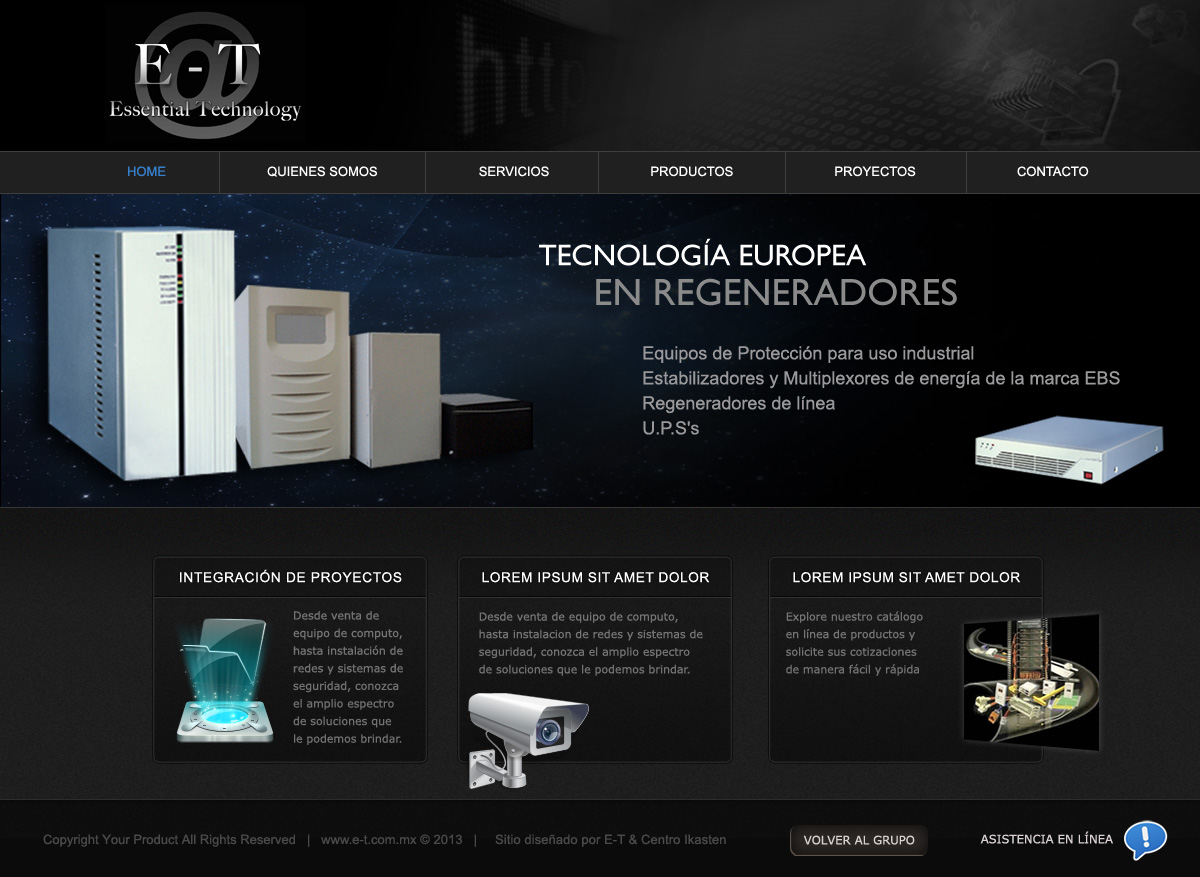 http
E-T
Essential Technology
HOME
QUIENES SOMOS
SERVICIOS
PRODUCTOS
PROYECTOS
CONTACTO
TECNOLOGÍA EUROPEA
EN REGENERADORES
Equipos de Protección para uso industrial
Estabilizadores y Multiplexores de energía de la marca EBS
Regeneradores de línea
U.P.S's
INTEGRACIÓN DE PROYECTOS
Desde venta de
equipo de computo,
hasta instalación de
redes y sistemas de
seguridad, conozca
el amplio espectro
de soluciones que
le podemos brindar.
LOREM IPSUM SIT AMET DOLOR
Desde venta de equipo de computo,
hasta instalacion de redes y sistemas de
seguridad, conozca el amplio espectro
de soluciones que le podemos brindar.
LOREM IPSUM SIT AMET DOLOR
Explore nuestro catálogo
en línea de productos y
solicite sus cotizaciones
de manera fácil y rápida
Copyright Your Product All Rights Reserved | www.e-t.com.mx © 2013 | Sitio diseñado por E-T & Centro Ikasten
VOLVER AL GRUPO
ASISTENCIA EN LÍNEA